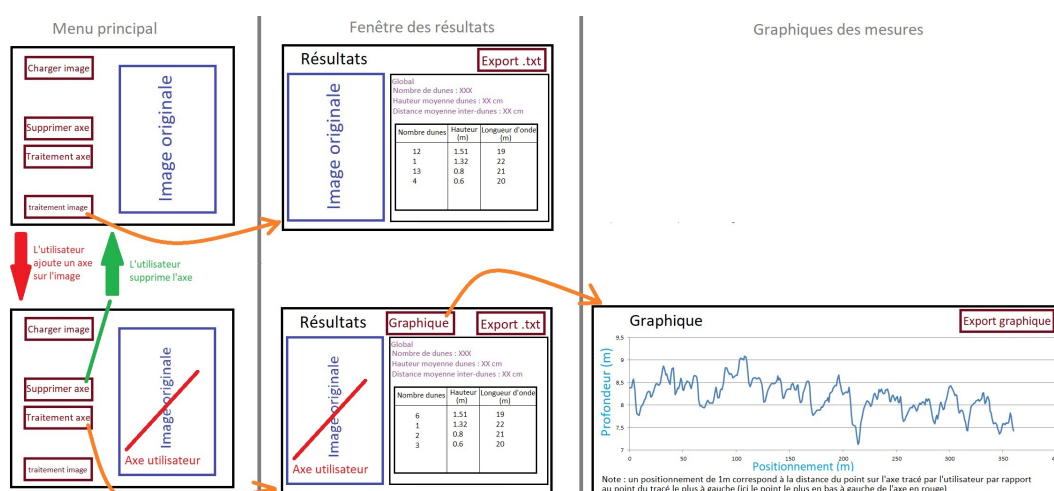 Menu principal
Fenêtre des résultats
Graphiques des mesures
Charger image
Supprimer axe
Traitement axe
traitement image
Image originale
Résultats
Export .txt
Image originale
Global
Nombre de dunes : XXX
Hauteur moyenne dunes : XX cm
Distance moyenne inter-dunes : XX cm
Nombre dunes Hauteur (m) Longueur d'onde (m)
12 1.51 19
1 1.32 22
13 0.8 21
4 0.6 20
L'utilisateur
ajoute un axe
sur l'image
L'utilisateur
supprime l'axe
Charger image
Supprimer axe
Traitement axe
traitement image
Image originale
Axe utilisateur
Résultats
Graphique
Export .txt
Image originale
Axe utilisateur
Global
Nombre de dunes : XXX
Hauteur moyenne dunes : XX cm
Distance moyenne inter-dunes : XX cm
Nombre dunes Hauteur (m) Longueur d'onde (m)
6 1.51 19
1 1.32 22
2 0.8 21
3 0.6 20
Graphique
Export graphique
Profondeur (m)
9,5
9
8,5
8
7,5
7
0 50 100 150 200 250 300 350
Positionnement (m)
Note : un positionnement de 1m correspond à la distance du point sur l'axe tracé par l'utilisateur par rapport
au point du tracé le plus à gauche (ici le point le plus en bas à gauche de l'axe en rouge)